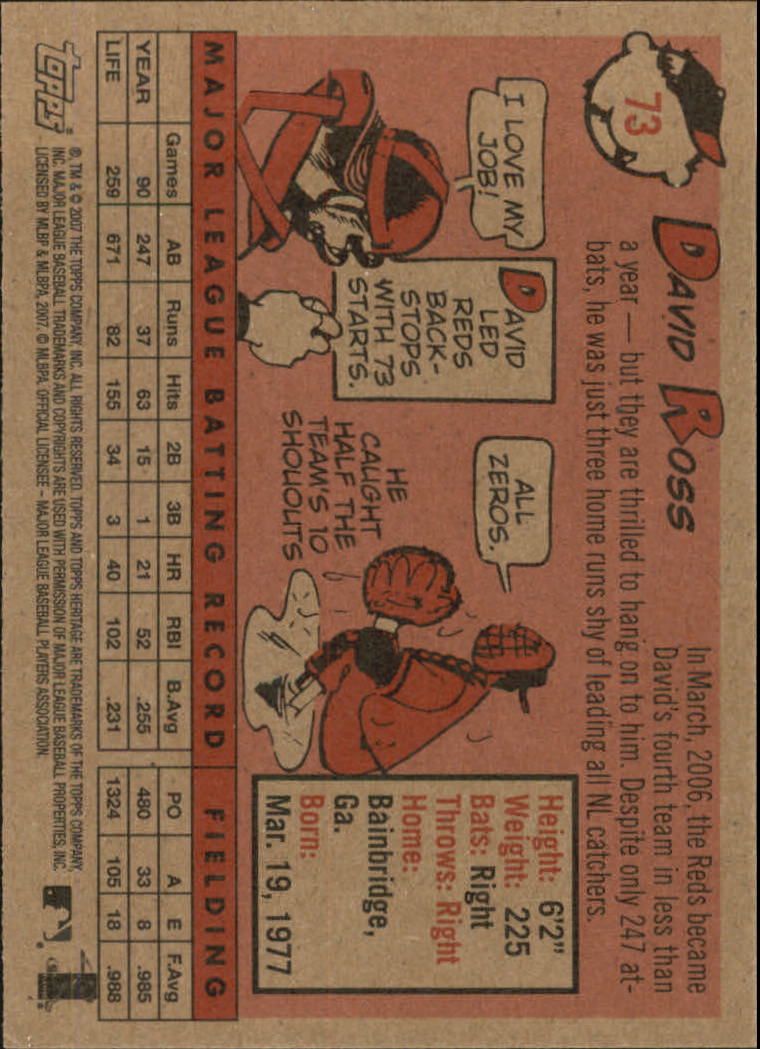 73
DAVID ROSS
In March, 2006, the Reds became
David's fourth team in less than
a year — but they are thrilled to hang on to him. Despite only 247 at-
bats, he was just three home runs shy of leading all NL catchers.
I LOVE MY
JOB!
DAVID
LED
REDS
BACK-
STOPS
WITH 73
STARTS.
ALL
ZEROS.
HE
CAUGHT
HALF THE
TEAM'S 10
SHOUOUTS
Height: 6'2"
Weight: 225
Bats: Right
Throws: Right
Home:
Bainbridge,
Ga.
Born:
Mar. 19, 1977
MAJOR LEAGUE BATTING RECORD FIELDING
Games AB Runs Hits 2B 3B HR RBI B.Avg PO A E F.Avg
YEAR 90 247 37 63 15 1 21 52 .255 480 33 8 .985
LIFE 259 671 82 155 34 3 40 102 .231 1324 105 18 .988
TOPPS®
®, TM & © 2007 THE TOPPS COMPANY, INC. ALL RIGHTS RESERVED. TOPPS AND TOPPS HERITAGE ARE TRADEMARKS OF THE TOPPS COMPANY,
INC. MAJOR LEAGUE BASEBALL TRADEMARKS AND COPYRIGHTS ARE USED WITH PERMISSION OF MAJOR LEAGUE BASEBALL PROPERTIES, INC.
LICENSED BY MLBP & MLBPA, 2007. © MLBPA. OFFICIAL LICENSEE – MAJOR LEAGUE BASEBALL PLAYERS ASSOCIATION.